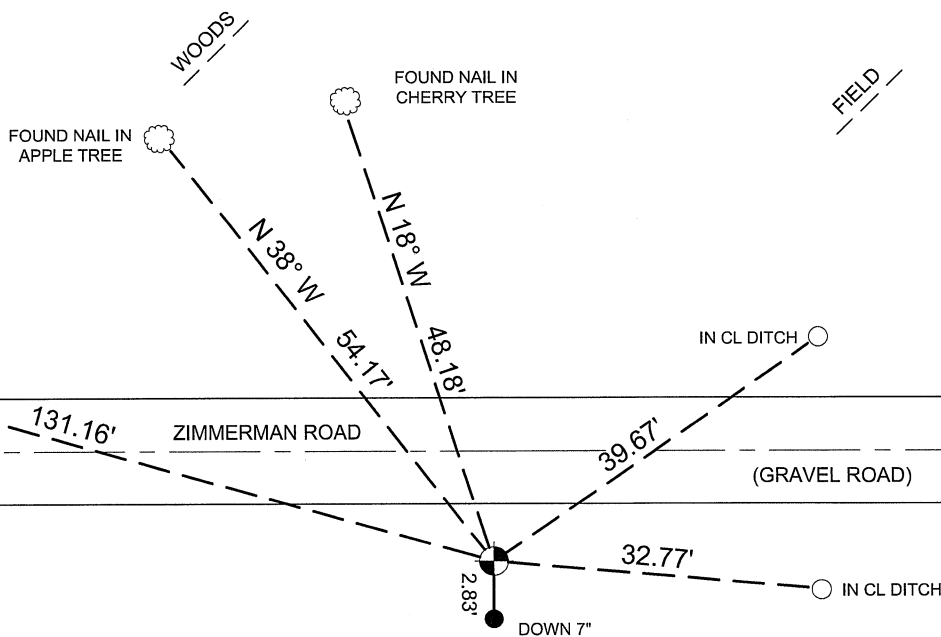 WOODS
FOUND NAIL IN
CHERRY TREE
FIELD
FOUND NAIL IN
APPLE TREE
N 38° W
54.17'
N 18° W
48.18'
IN CL DITCH
131.16'
ZIMMERMAN ROAD
39.67'
(GRAVEL ROAD)
32.77'
2.83'
IN CL DITCH
DOWN 7"